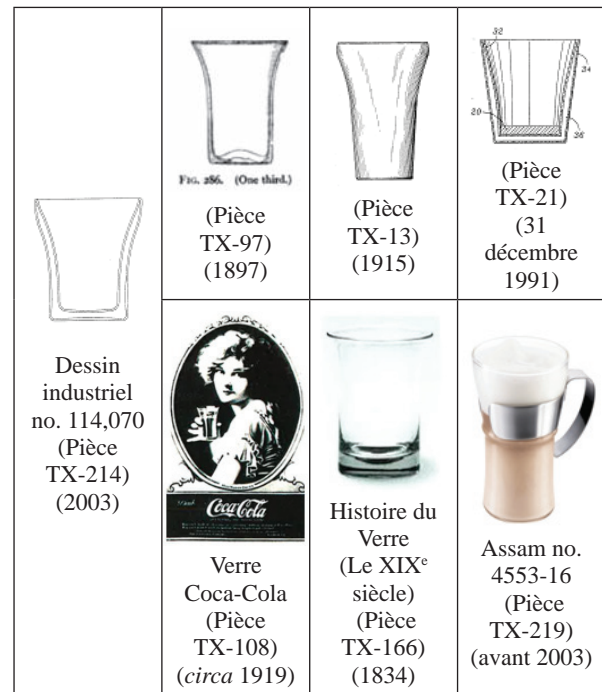 Dessin
industriel
no. 114,070
(Pièce
TX-214)
(2003)
FIG. 286. (One third.)
(Pièce
TX-97)
(1897)
(Pièce
TX-13)
(1915)
32
34
20
(Pièce
TX-21)
(31
décembre
1991)
Coca-Cola
Verre
Coca-Cola
(Pièce
TX-108)
(circa 1919)
Histoire du
Verre
(Le XIXe
siècle)
(Pièce
TX-166)
(1834)
Assam no.
4553-16
(Pièce
TX-219)
(avant 2003)